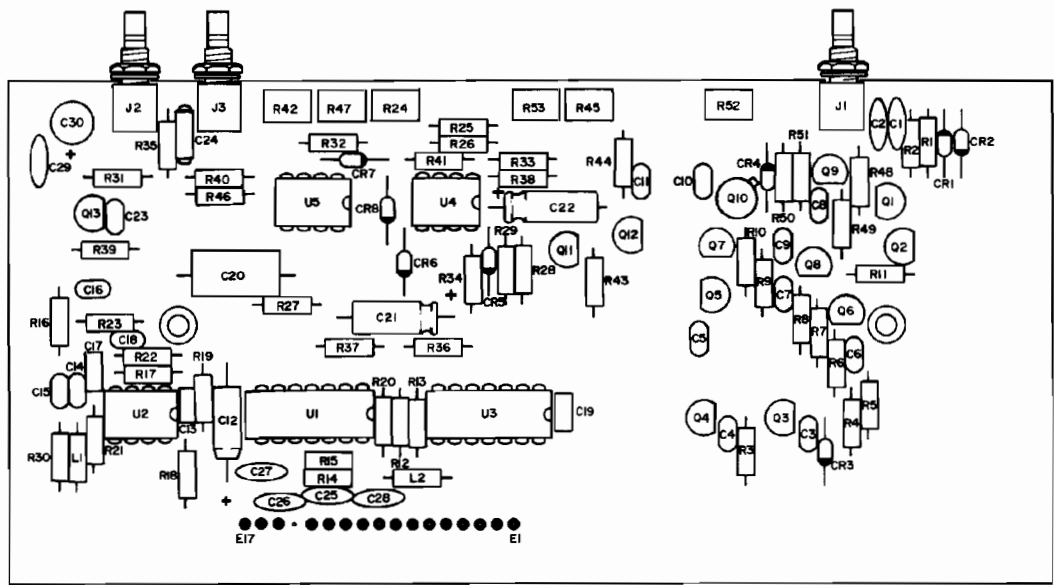 J2
J3
R42
R47
R24
R53
R45
R52
J1
C30
+
C29
R35
C24
R32
R25
R26
CR7
R41
R33
R38
R44
C11
C10
CR4
R51
Q9
R48
C2
C1
R2
R1
CR1
CR2
R31
R40
R46
U5
CR8
U4
+
C22
Q10
R50
C8
Q1
Q13
C23
R39
Q12
Q11
R29
R28
R43
Q7
R10
C9
R49
Q2
C20
CR6
R34
CR5
+
R9
Q8
R11
C16
R27
Q5
C7
R16
R23
C21
R8
R7
Q6
C18
R22
R17
R37
R36
C5
R6
C6
C17
C14
C15
R19
U2
C13
C12
U1
R20
R13
U3
C19
Q4
C4
R3
Q3
C3
CR3
R4
R5
R30
L1
R21
R18
+
C27
R15
R14
R12
L2
C26
C25
C28
E17
E1